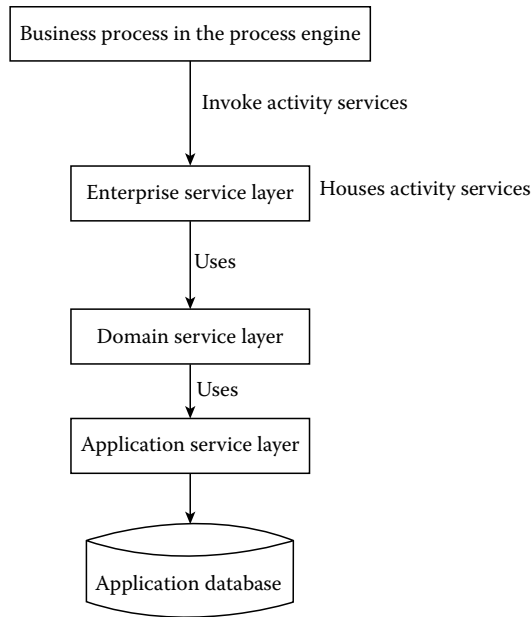 Business process in the process engine
Invoke activity services
Enterprise service layer
Houses activity services
Uses
Domain service layer
Uses
Application service layer
Application database